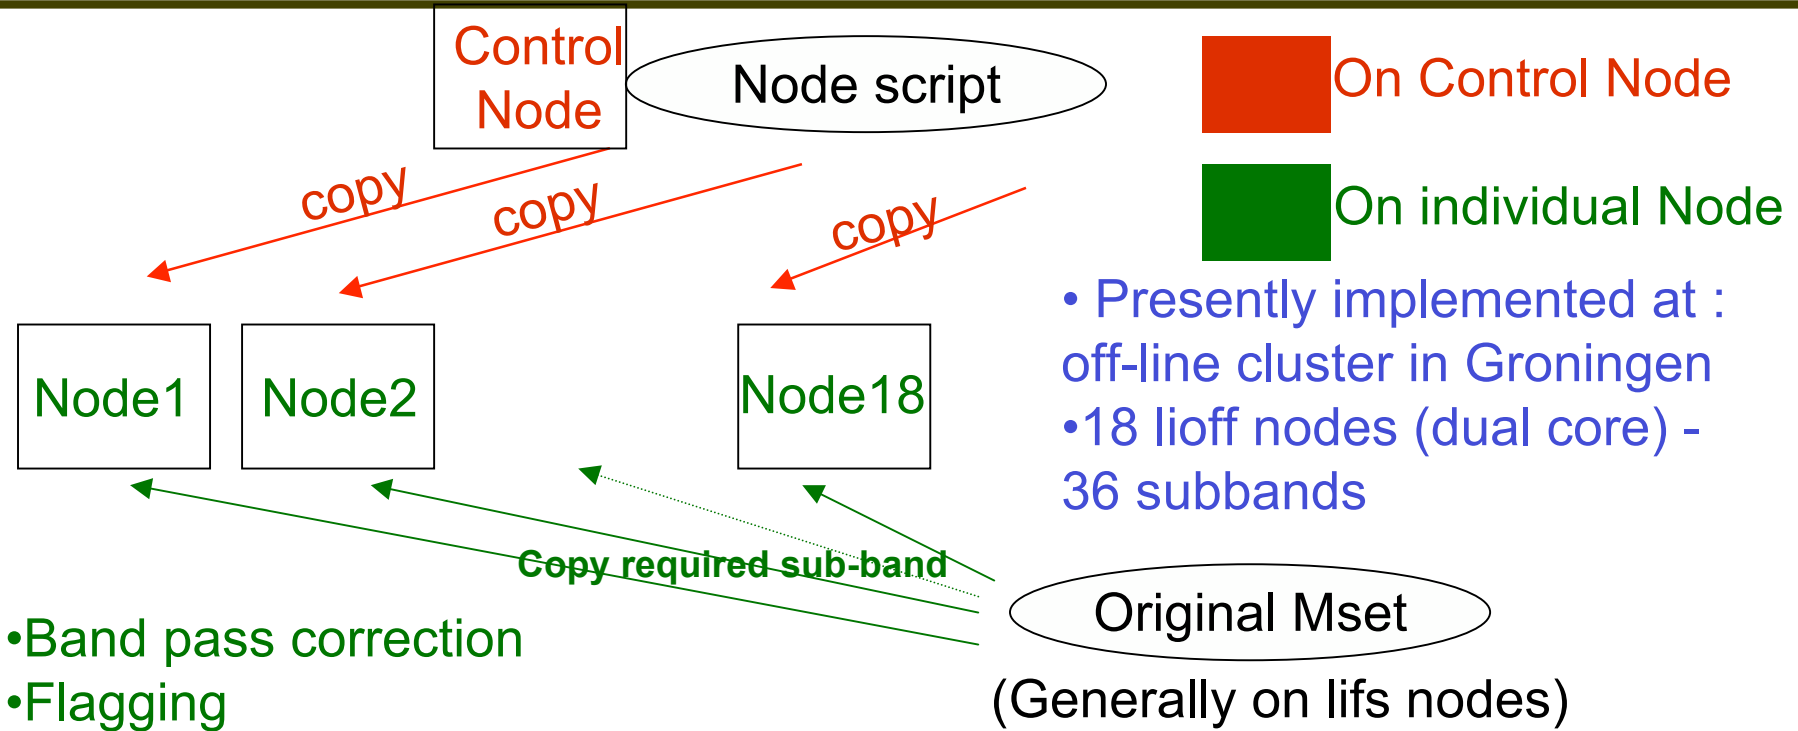 Control
Node
Node script
On Control Node
copy
copy
copy
On individual Node
• Presently implemented at :
off-line cluster in Groningen
•18 lioff nodes (dual core) -
36 subbands
Node1
Node2
Node18
Copy required sub-band
Original Mset
(Generally on lifs nodes)
•Band pass correction
•Flagging